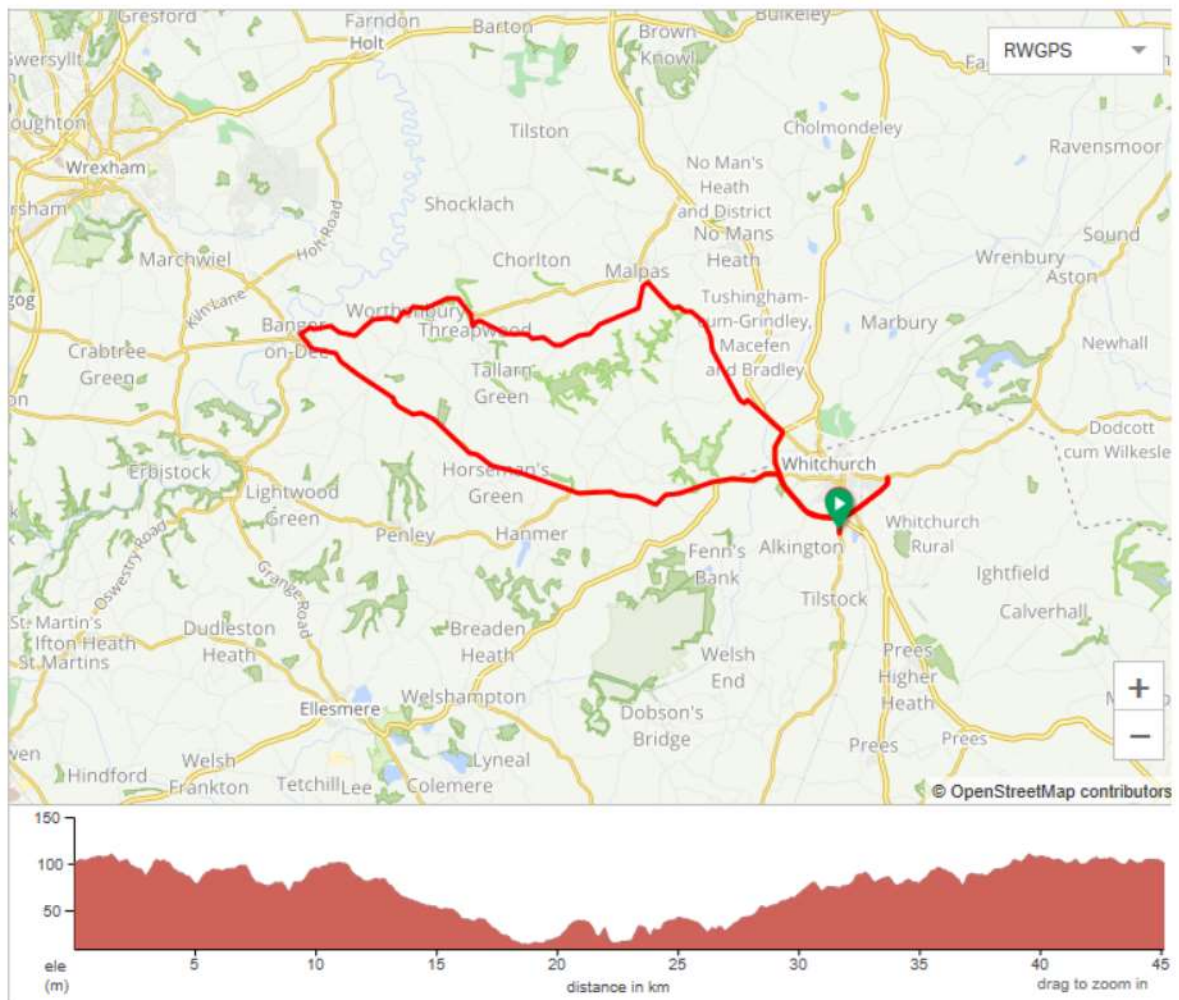 Gresford
Farndon
Holt
Barton
Brown
Knowl
Bulkeley
RWGPS
Gwersyllt
Tilston
Cholmondeley
Ravensmoor
Wrexham
No Man's
Heath
and District
No Mans
Heath
Shocklach
Holt Road
Sound
Marchwiel
Chorlton
Malpas
Wrenbury
Aston
Kiln Lane
Worthenbury
Threapwood
Tushingham-
cum-Grindley,
Macefen
and Bradley
Marbury
Newhall
Bangor-
on-Dee
Crabtree
Green
Tallarn
Green
Dodcott
Erbistock
Horseman's
Green
Whitchurch
Lightwood
Green
Penley
Hanmer
Fenn's
Bank
Alkington
Whitchurch
Rural
Oswestry Road
Grange Road
Ightfield
Tilstock
Calverhall
St Martin's
Ifton Heath
St Martins
Dudleston
Heath
Breaden
Heath
Welsh
End
Prees
Higher
Heath
+
−
Ellesmere
Welshampton
Dobson's
Bridge
Prees
Prees
Lyneal
Hindford
Welsh
Frankton
Tetchill
Lee
Colemere
© OpenStreetMap contributors
150
100
50
ele
(m)
5
10
15
20
25
30
35
40
45
distance in km
drag to zoom in